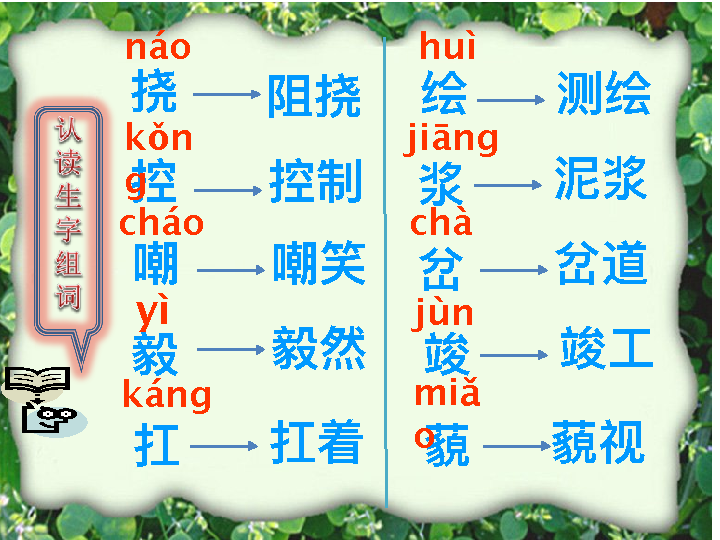 认读生字组词
náo
挠 阻挠
kǒn
g
控 控制
cháo
嘲 嘲笑
yì
毅 毅然
káng
扛 扛着
huì
绘 测绘
jiāng
浆 泥浆
chà
岔 岔道
jùn
竣 竣工
miǎ
o
藐 藐视